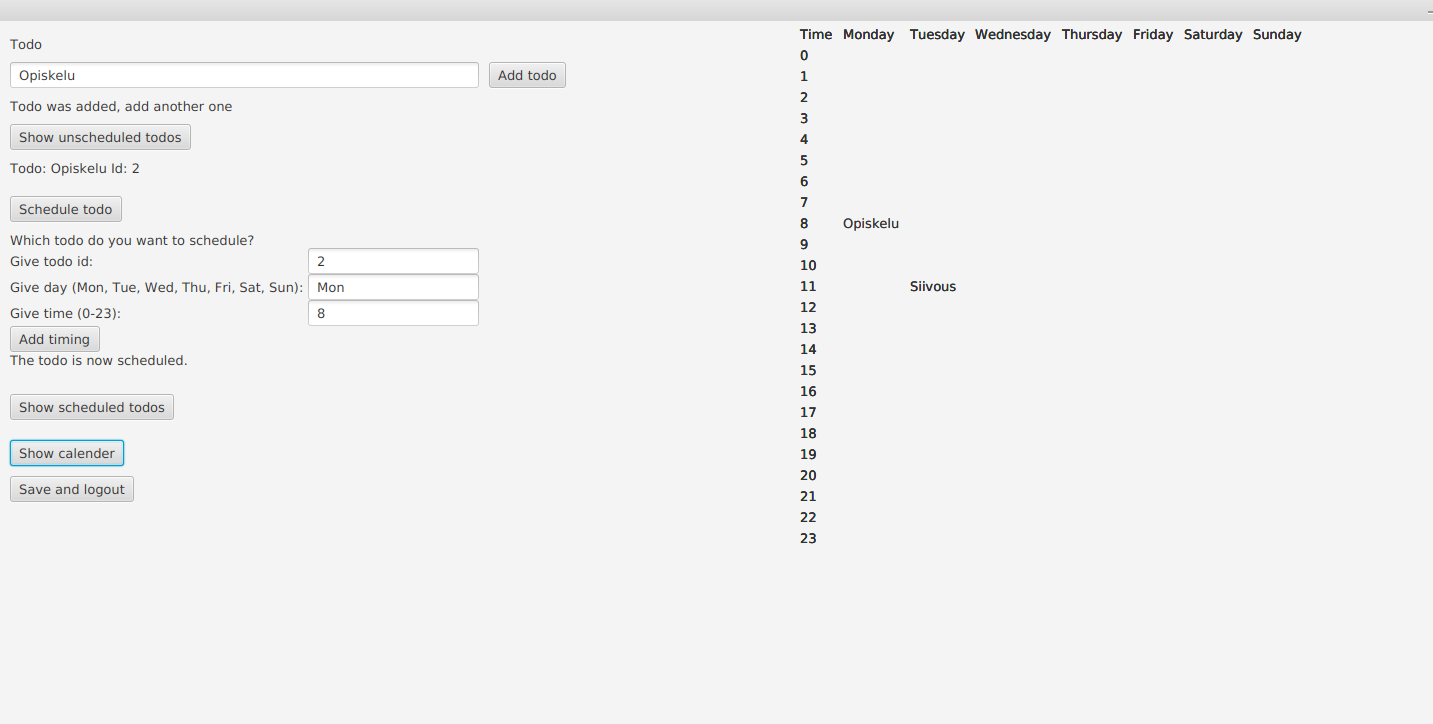 Todo
Opiskelu Add todo
Todo was added, add another one
Show unscheduled todos
Todo: Opiskelu Id: 2
Schedule todo
Which todo do you want to schedule?
Give todo id: 2
Give day (Mon, Tue, Wed, Thu, Fri, Sat, Sun): Mon
Give time (0-23): 8
Add timing
The todo is now scheduled.
Show scheduled todos
Show calender
Save and logout
Time Monday Tuesday Wednesday Thursday Friday Saturday Sunday
0
1
2
3
4
5
6
7
8 Opiskelu
9
10
11 Siivous
12
13
14
15
16
17
18
19
20
21
22
23